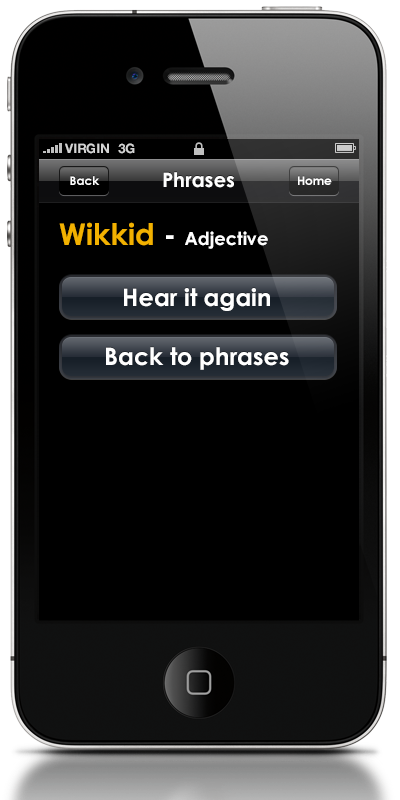 VIRGIN 3G
Back Phrases Home
Wikkid - Adjective
Hear it again
Back to phrases